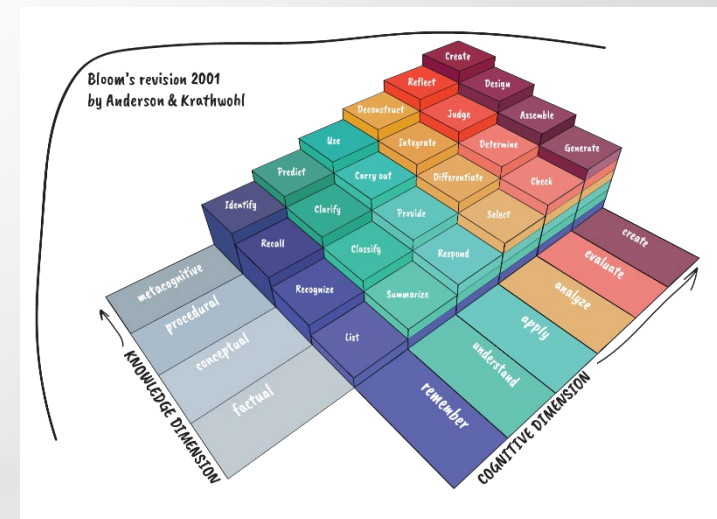 Bloom's revision 2001
by Anderson & Krathwohl
Create
Reflect
Design
Deconstruct
Judge
Assemble
Use
Integrate
Determine
Generate
Predict
Carry out
Differentiate
Check
Identify
Clarify
Provide
Select
Recall
Classify
Respond
Recognize
Summarize
List
metacognitive
procedural
conceptual
factual
KNOWLEDGE DIMENSION
remember
understand
apply
analyze
evaluate
create
COGNITIVE DIMENSION